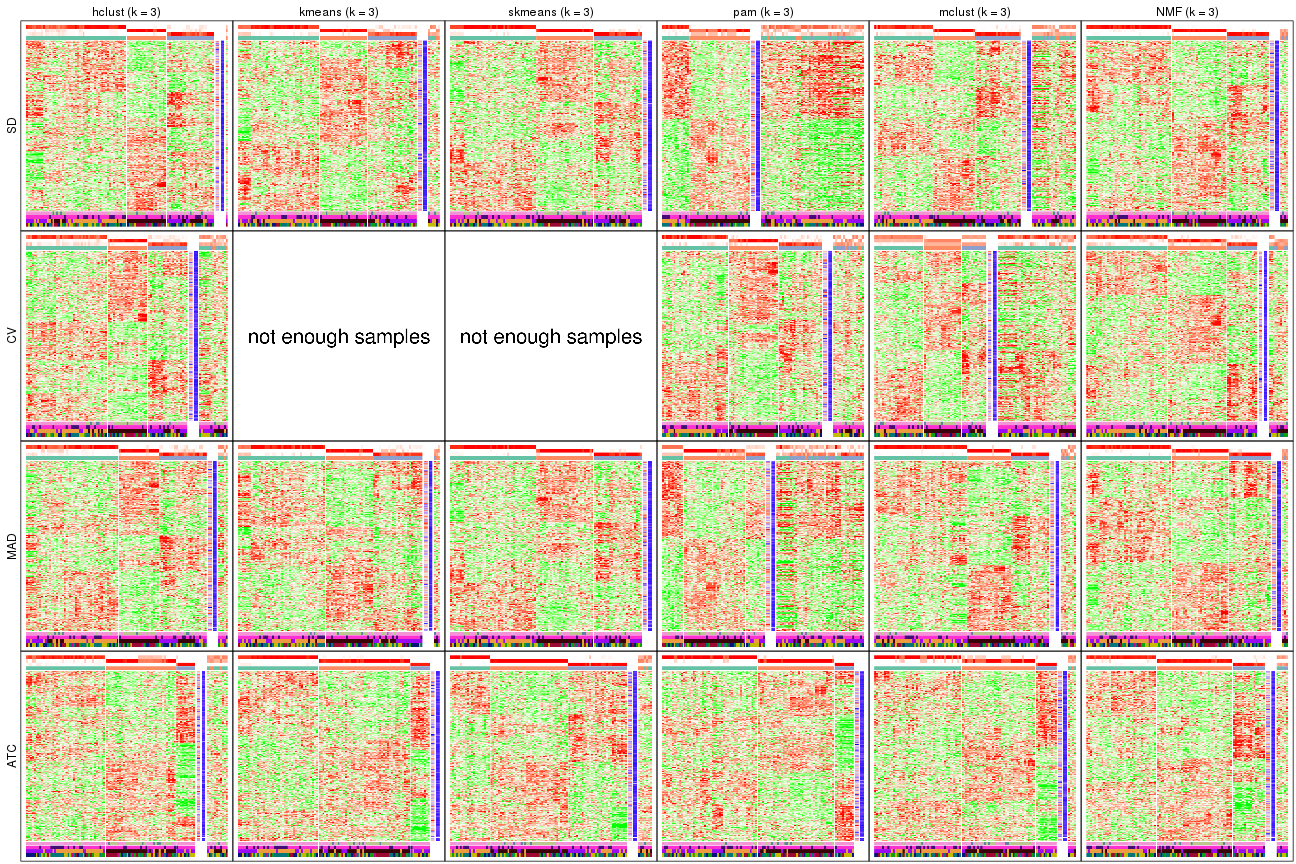 hclust (k = 3)
kmeans (k = 3)
skmeans (k = 3)
pam (k = 3)
mclust (k = 3)
NMF (k = 3)
SD
CV
not enough samples
not enough samples
MAD
ATC